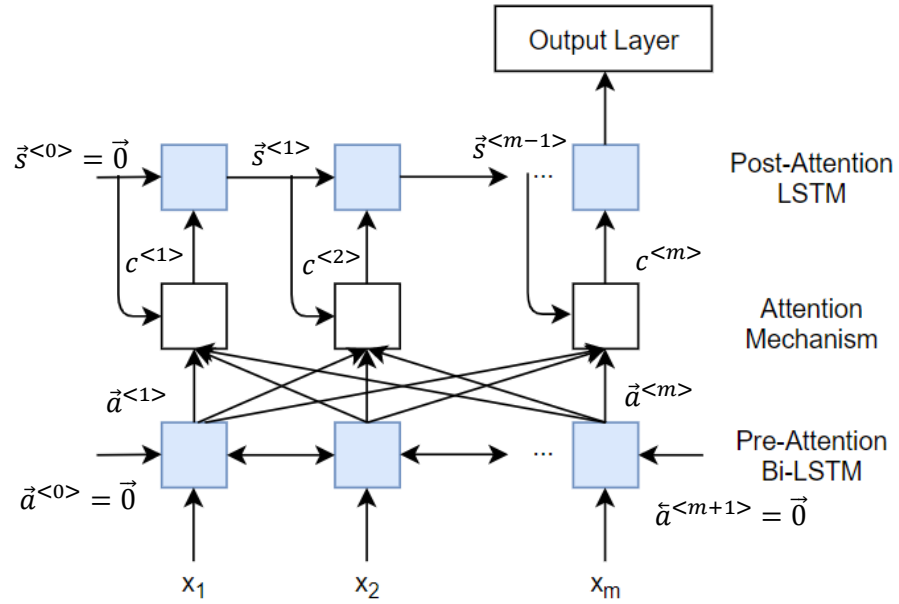 Output Layer
𝑠⃗^{<0>} = 0⃗
𝑠⃗^{<1>}
𝑠⃗^{<m−1>}
...
Post-Attention
LSTM
𝑐^{<1>}
𝑐^{<2>}
𝑐^{<m>}
Attention
Mechanism
𝑎⃗^{<1>}
𝑎⃗^{<m>}
...
Pre-Attention
Bi-LSTM
𝑎⃗^{<0>} = 0⃗
𝑎⃖^{<m+1>} = 0⃗
x₁
x₂
xₘ